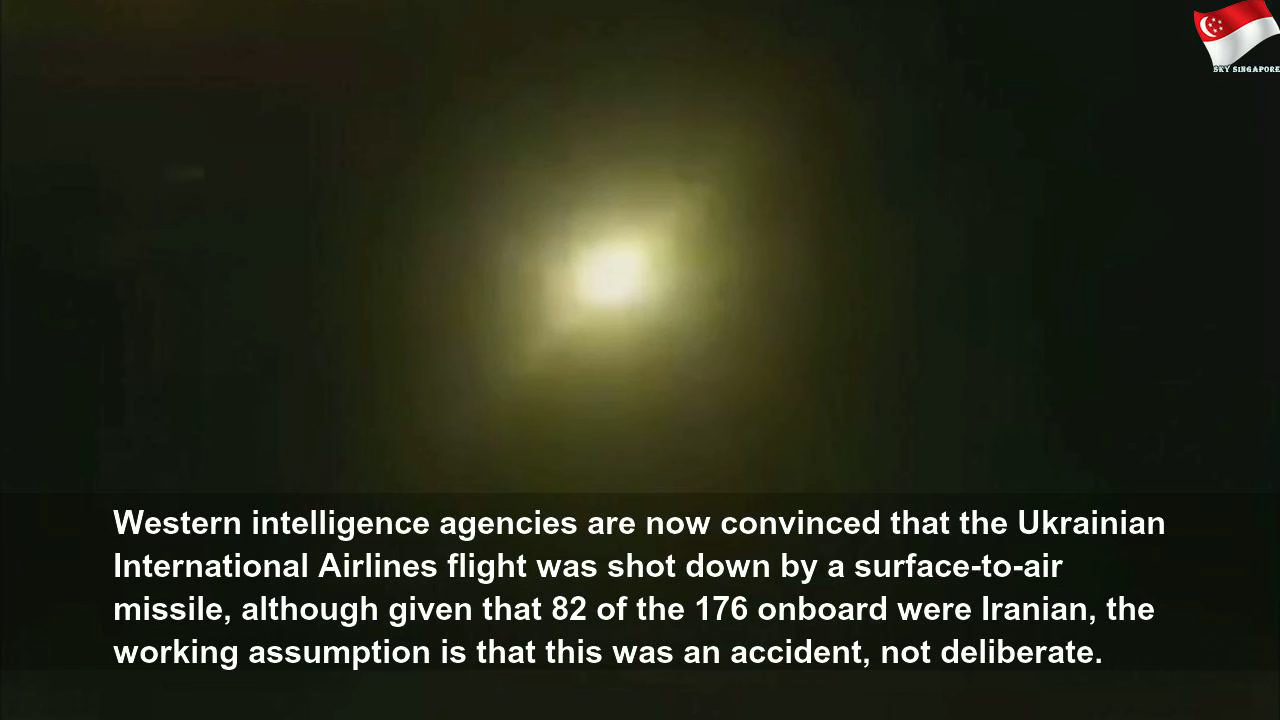 SKY SINGAPORE
Western intelligence agencies are now convinced that the Ukrainian
International Airlines flight was shot down by a surface-to-air
missile, although given that 82 of the 176 onboard were Iranian, the
working assumption is that this was an accident, not deliberate.